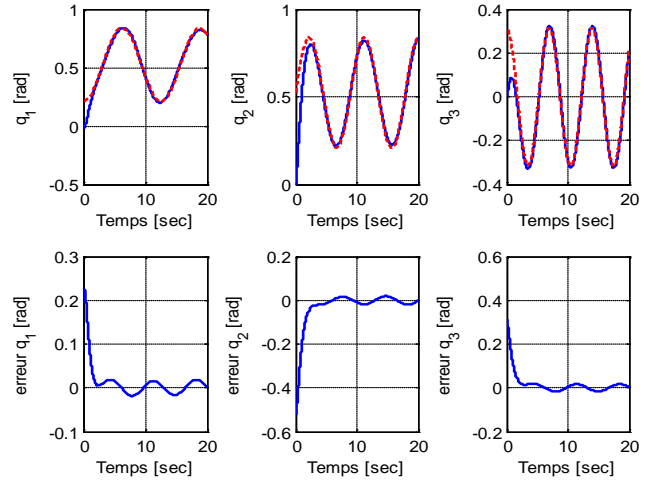 1
0.5
0
-0.5
0 10 20
q1 [rad]
Temps [sec]
1
0.5
0
0 10 20
q2 [rad]
Temps [sec]
0.4
0.2
0
-0.2
-0.4
0 10 20
q3 [rad]
Temps [sec]
0.3
0.2
0.1
0
-0.1
0 10 20
erreur q1 [rad]
Temps [sec]
0.2
0
-0.2
-0.4
-0.6
0 10 20
erreur q2 [rad]
Temps [sec]
0.6
0.4
0.2
0
-0.2
0 10 20
erreur q3 [rad]
Temps [sec]